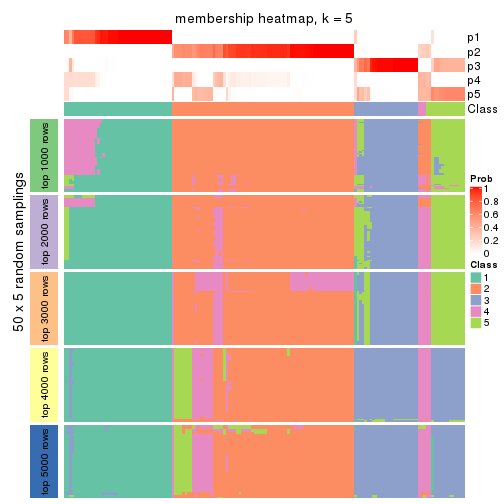 membership heatmap, k = 5
p1
p2
p3
p4
p5
Class
50 x 5 random samplings
top 1000 rows
top 2000 rows
top 3000 rows
top 4000 rows
top 5000 rows
Prob
1
0.8
0.6
0.4
0.2
0
Class
1
2
3
4
5